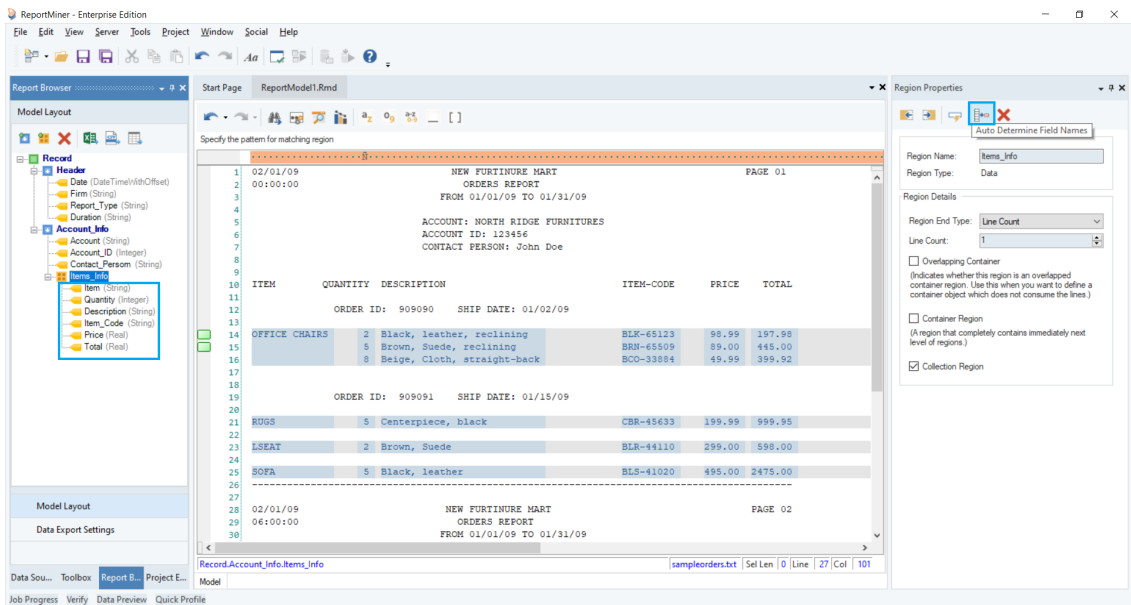 ReportMiner - Enterprise Edition
File Edit View Server Tools Project Window Social Help
Report Browser
Model Layout
Record
Header
Date (DateTimeWithOffset)
Firm (String)
Report_Type (String)
Duration (String)
Account_Info
Account (String)
Account_ID (Integer)
Contact_Persom (String)
Items_Info
Item (String)
Quantity (Integer)
Description (String)
Item_Code (String)
Price (Real)
Total (Real)
Model Layout
Data Export Settings
Data Sou... Toolbox Report B... Project E...
Start Page ReportModel1.Rmd
Specify the pattern for matching region
1 02/01/09 NEW FURTINURE MART PAGE 01
2 00:00:00 ORDERS REPORT
3 FROM 01/01/09 TO 01/31/09
4
5 ACCOUNT: NORTH RIDGE FURNITURES
6 ACCOUNT ID: 123456
7 CONTACT PERSON: John Doe
8
9
10 ITEM QUANTITY DESCRIPTION ITEM-CODE PRICE TOTAL
11
12 ORDER ID: 909090 SHIP DATE: 01/02/09
13
14 OFFICE CHAIRS 2 Black, leather, reclining BLK-65123 98.99 197.98
15 5 Brown, Suede, reclining BRN-65509 89.00 445.00
16 8 Beige, Cloth, straight-back BCO-33884 49.99 399.92
17
18
19 ORDER ID: 909091 SHIP DATE: 01/15/09
20
21 RUGS 5 Centerpiece, black CBR-45633 199.99 999.95
22
23 LSEAT 2 Brown, Suede BLR-44110 299.00 598.00
24
25 SOFA 5 Black, leather BLS-41020 495.00 2475.00
26 --------------------------------------------------------------------------------------------
27
28 02/01/09 NEW FURTINURE MART PAGE 02
29 06:00:00 ORDERS REPORT
30 FROM 01/01/09 TO 01/31/09
Record.Account_Info.Items_Info sampleorders.txt Sel Len 0 Line 27 Col 101
Model
Region Properties
Auto Determine Field Names
Region Name: Items_Info
Region Type: Data
Region Details
Region End Type: Line Count
Line Count: 1
Overlapping Container
(Indicates whether this region is an overlapped
container region. Use this when you want to define a
container object which does not consume the lines.)
Container Region
(A region that completely contains immediately next
level of regions.)
Collection Region
Job Progress Verify Data Preview Quick Profile